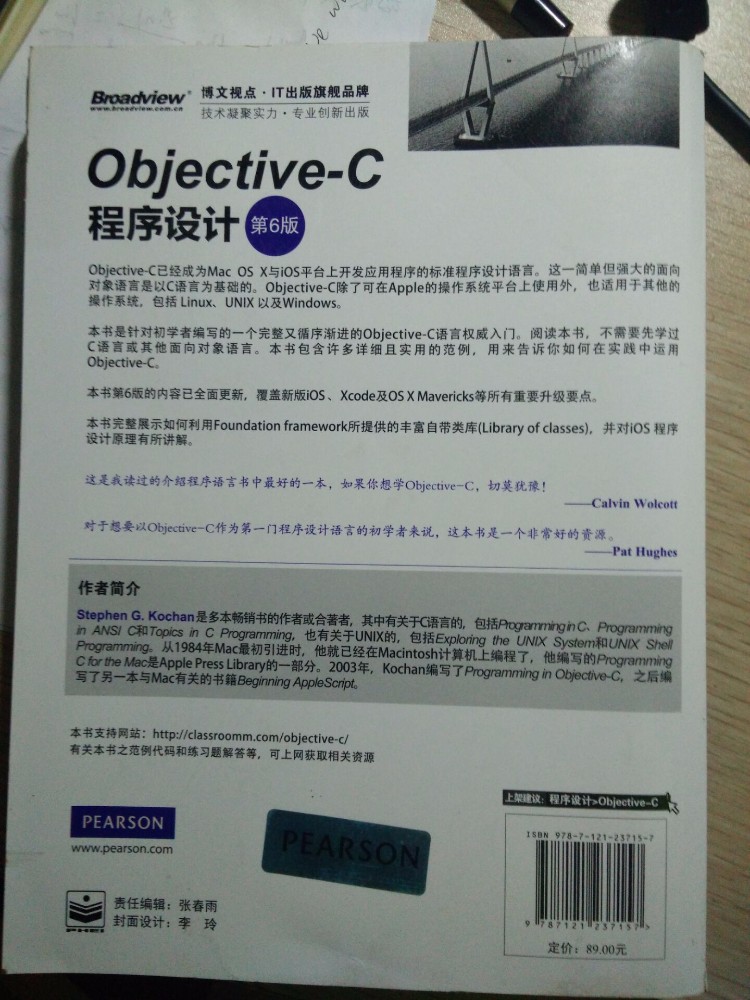 Broadview®
www.broadview.com.cn
博文视点·IT出版旗舰品牌
技术凝聚实力·专业创新出版
Objective-C
程序设计 第6版
Objective-C已经成为Mac OS X与iOS平台上开发应用程序的标准程序设计语言。这一简单但强大的面向
对象语言是以C语言为基础的。Objective-C除了可在Apple的操作系统平台上使用外，也适用于其他的
操作系统，包括 Linux、UNIX 以及Windows。
本书是针对初学者编写的一个完整又循序渐进的Objective-C语言权威入门。阅读本书，不需要先学过
C语言或其他面向对象语言。本书包含许多详细且实用的范例，用来告诉你如何在实践中运用
Objective-C。
本书第6版的内容已全面更新，覆盖新版iOS、Xcode及OS X Mavericks等所有重要升级要点。
本书完整展示如何利用Foundation framework所提供的丰富自带类库(Library of classes)，并对iOS 程序
设计原理有所讲解。
这是我读过的介绍程序语言书中最好的一本，如果你想学Objective-C，切莫犹豫！
——Calvin Wolcott
对于想要以Objective-C作为第一门程序设计语言的初学者来说，这本书是一个非常好的资源。
——Pat Hughes
作者简介
Stephen G. Kochan是多本畅销书的作者或合著者，其中有关于C语言的，包括Programming in C、Programming
in ANSI C和Topics in C Programming，也有关于UNIX的，包括Exploring the UNIX System和UNIX Shell
Programming。从1984年Mac最初引进时，他就已经在Macintosh计算机上编程了，他编写的Programming
C for the Mac是Apple Press Library的一部分。2003年，Kochan编写了Programming in Objective-C，之后编
写了另一本与Mac有关的书籍Beginning AppleScript。
本书支持网站：http://classroomm.com/objective-c/
有关本书之范例代码和练习题解答等，可上网获取相关资源
上架建议：程序设计>Objective-C
PEARSON
www.pearson.com
PEARSON
ISBN 978-7-121-23715-7
9 787121 237157 >
定价：89.00元
PHEI
责任编辑：张春雨
封面设计：李 玲